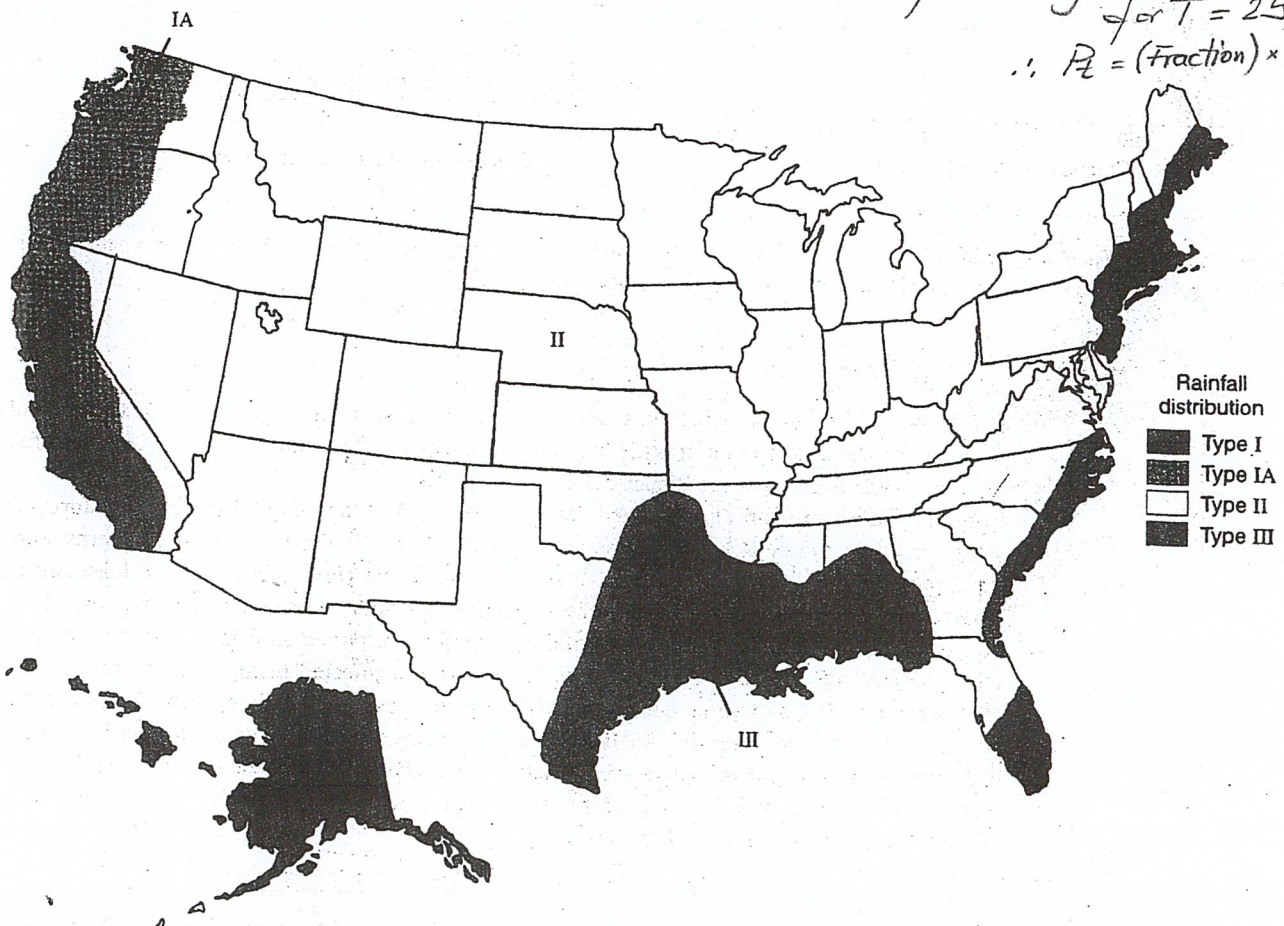 for T = 25
∴ Pt = (Fraction) ×
IA
II
III
Rainfall
distribution
Type I
Type IA
Type II
Type III